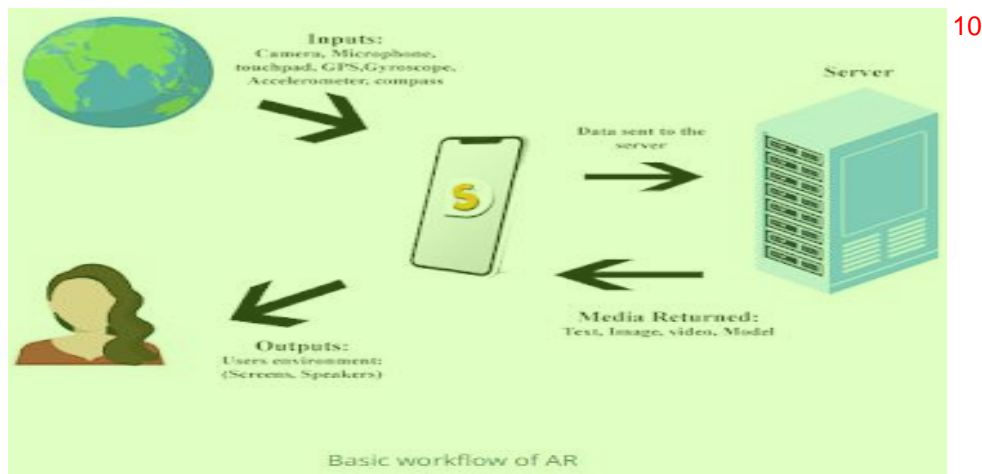 10
Inputs:
Camera, Microphone,
touchpad, GPS,Gyroscope,
Accelerometer, compass
Server
Data sent to the
server
S
Media Returned:
Text, Image, video, Model
Outputs:
Users environment:
(Screens, Speakers)
Basic workflow of AR